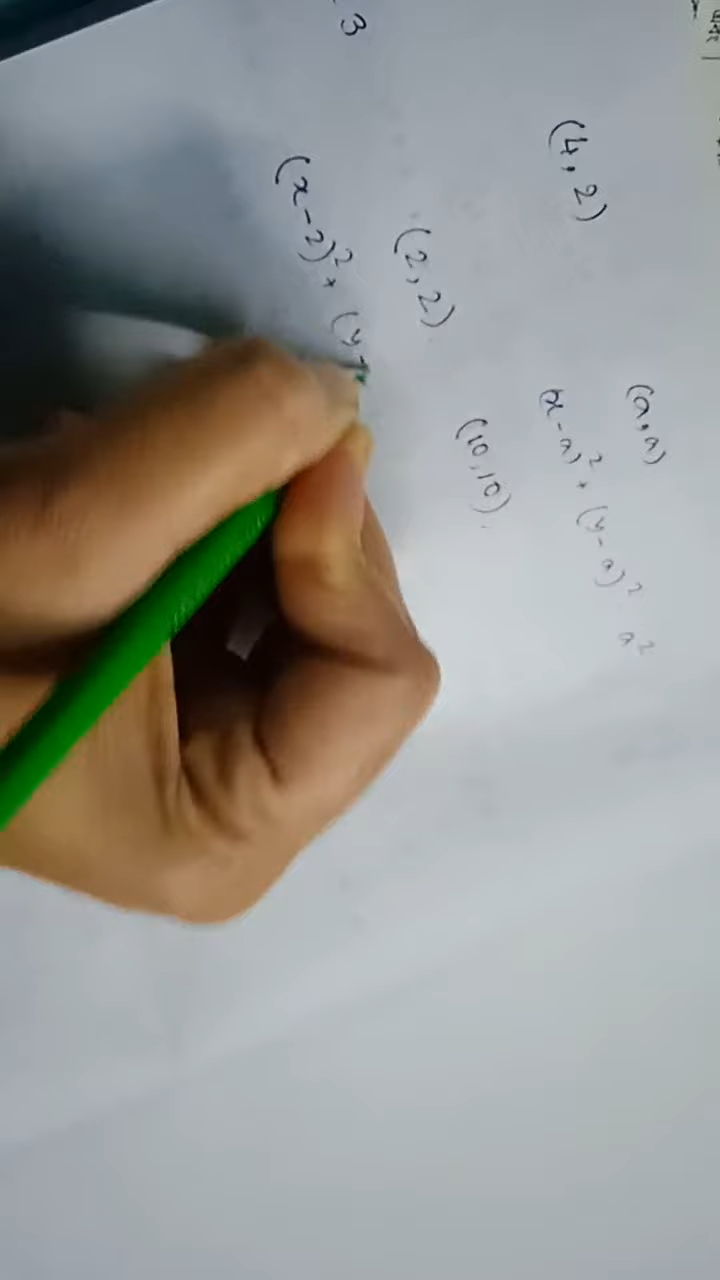 (a,a)
(x-a)² + (y-a)² a²
(4,2)
(10,10).
(2,2)
(x-2)² + (y-
3